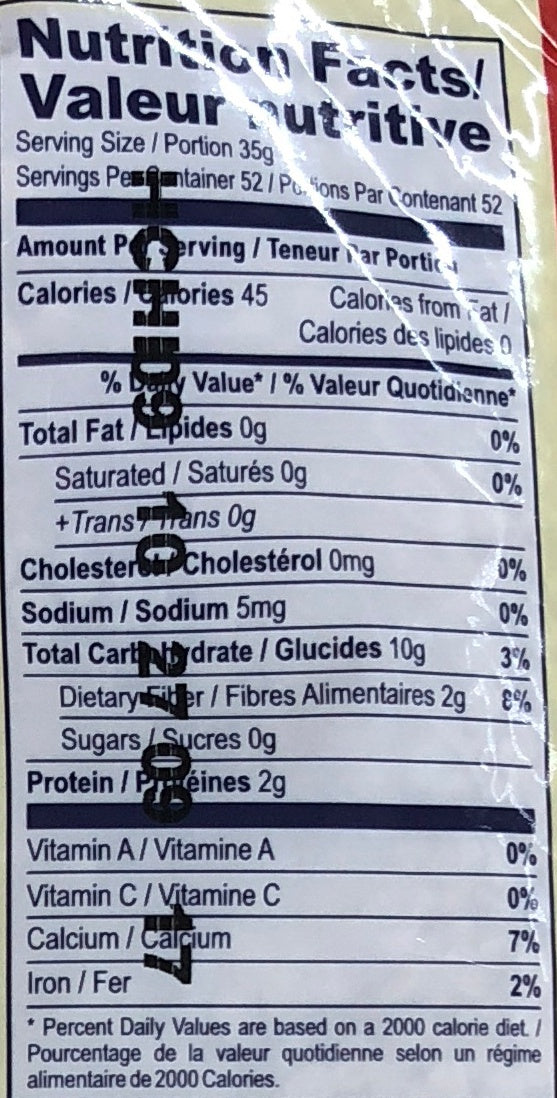 Nutrition Facts/
Valeur nutritive
Serving Size / Portion 35g
Servings Per Container 52 / Portions Par Contenant 52
Amount Per Serving / Teneur Par Portion
Calories / Calories 45 Calories from Fat /
Calories des lipides 0
% Daily Value* / % Valeur Quotidienne*
Total Fat / Lipides 0g 0%
Saturated / Saturés 0g 0%
+Trans / Trans 0g
Cholesterol / Cholestérol 0mg 0%
Sodium / Sodium 5mg 0%
Total Carbohydrate / Glucides 10g 3%
Dietary Fiber / Fibres Alimentaires 2g 8%
Sugars / Sucres 0g
Protein / Protéines 2g
Vitamin A / Vitamine A 0%
Vitamin C / Vitamine C 0%
Calcium / Calcium 7%
Iron / Fer 2%
* Percent Daily Values are based on a 2000 calorie diet. /
Pourcentage de la valeur quotidienne selon un régime
alimentaire de 2000 Calories.